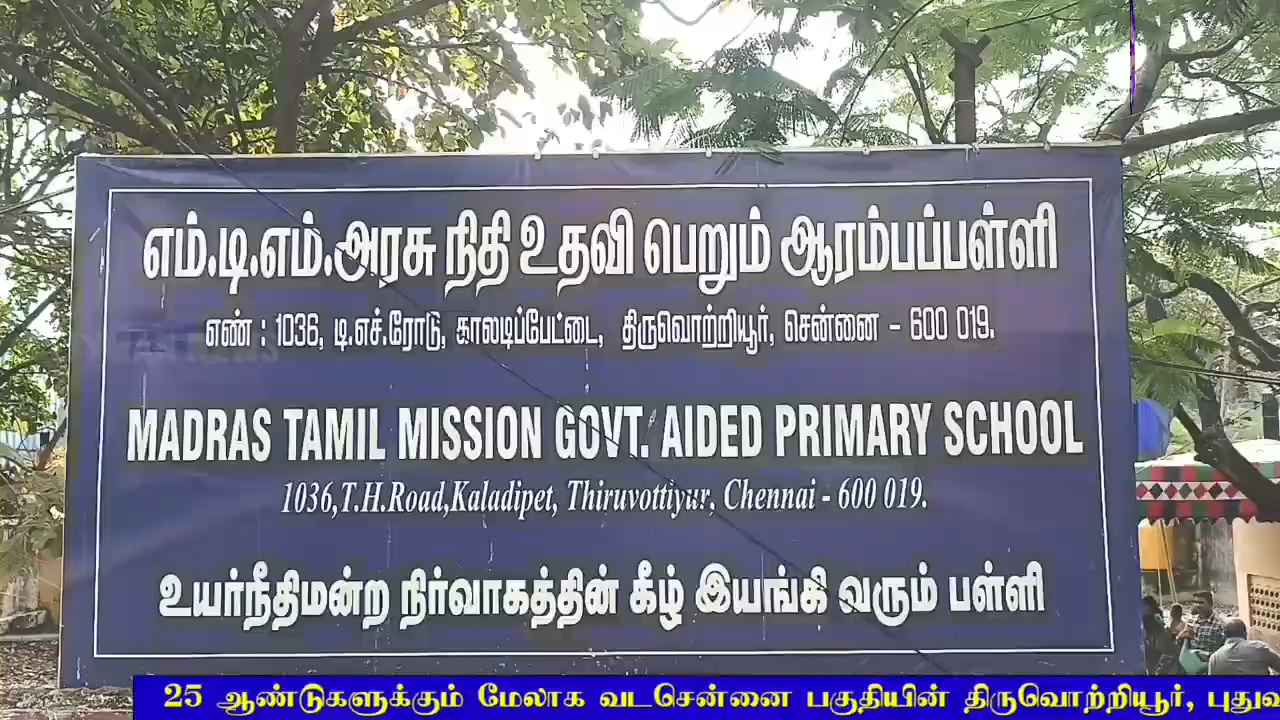 எம்.டி.எம்.அரசு நிதி உதவி பெறும் ஆரம்பப்பள்ளி
எண் : 1036, டி.எச்.ரோடு, காலடிப்பேட்டை, திருவொற்றியூர், சென்னை - 600 019.
MADRAS TAMIL MISSION GOVT. AIDED PRIMARY SCHOOL
1036,T.H.Road,Kaladipet, Thiruvottiyur, Chennai - 600 019.
உயர்நீதிமன்ற நிர்வாகத்தின் கீழ் இயங்கி வரும் பள்ளி
25 ஆண்டுகளுக்கும் மேலாக வடசென்னை பகுதியின் திருவொற்றியூர்,